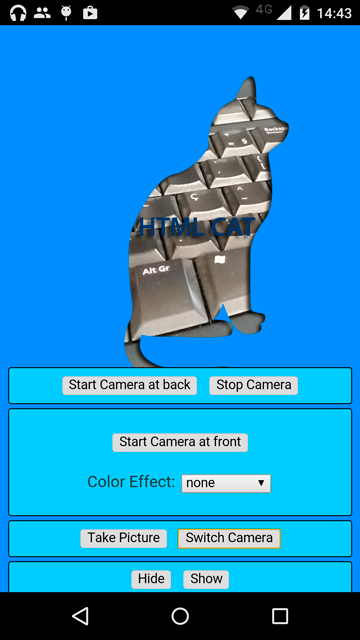 4G 14:43
Backspa
HTML CAT
Alt Gr
Start Camera at back Stop Camera
Start Camera at front
Color Effect: none
Take Picture Switch Camera
Hide Show